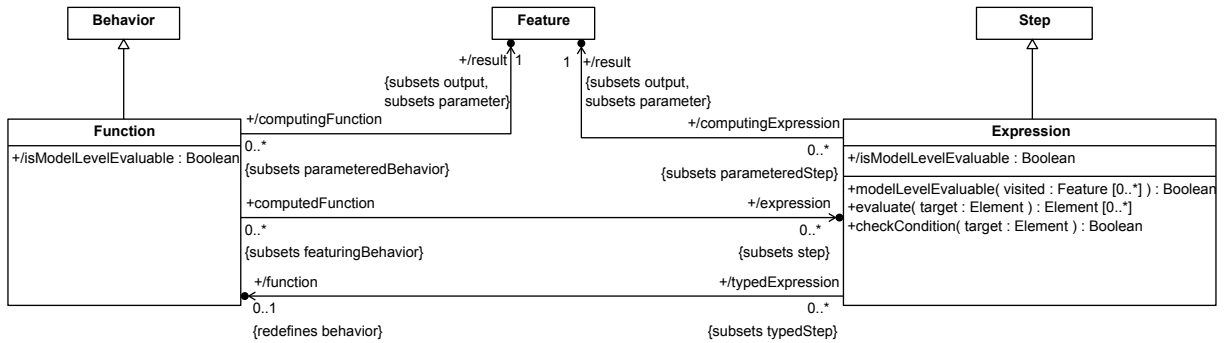 Behavior
Feature
Step
+/result 1
1 +/result
{subsets output,
subsets parameter}
{subsets output,
subsets parameter}
Function
+/isModelLevelEvaluable : Boolean
+/computingFunction
0..*
{subsets parameteredBehavior}
+/computingExpression
0..*
{subsets parameteredStep}
Expression
+/isModelLevelEvaluable : Boolean
+modelLevelEvaluable( visited : Feature [0..*] ) : Boolean
+evaluate( target : Element ) : Element [0..*]
+checkCondition( target : Element ) : Boolean
+computedFunction
0..*
{subsets featuringBehavior}
+/expression
0..*
{subsets step}
+/function
0..1
{redefines behavior}
+/typedExpression
0..*
{subsets typedStep}